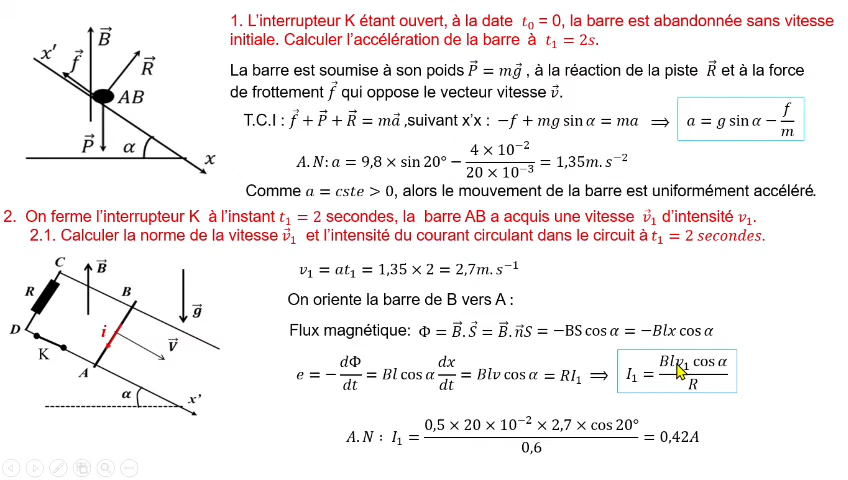 1. L'interrupteur K étant ouvert, à la date t₀ = 0, la barre est abandonnée sans vitesse
initiale. Calculer l'accélération de la barre à t₁ = 2s.
La barre est soumise à son poids P⃗ = mg⃗ , à la réaction de la piste R⃗ et à la force
de frottement f⃗ qui oppose le vecteur vitesse v⃗.
T.C.I : f⃗ + P⃗ + R⃗ = ma⃗ ,suivant x'x : −f + mg sin α = ma ⟹ a = g sin α − f/m
A.N: a = 9,8 × sin 20° − (4 × 10⁻²)/(20 × 10⁻³) = 1,35m.s⁻²
Comme a = cste > 0, alors le mouvement de la barre est uniformément accéléré.
x' f⃗ B⃗ R⃗ AB P⃗ α x
2. On ferme l'interrupteur K à l'instant t₁ = 2 secondes, la barre AB a acquis une vitesse v⃗₁ d'intensité v₁.
2.1. Calculer la norme de la vitesse v⃗₁ et l'intensité du courant circulant dans le circuit à t₁ = 2 secondes.
v₁ = at₁ = 1,35 × 2 = 2,7m.s⁻¹
On oriente la barre de B vers A :
Flux magnétique: Φ = B⃗.S⃗ = B⃗.n⃗S = −BS cos α = −Blx cos α
e = − dΦ/dt = Bl cos α dx/dt = Blv cos α = RI₁ ⟹ I₁ = (Blv₁ cos α)/R
A.N : I₁ = (0,5 × 20 × 10⁻² × 2,7 × cos 20°)/0,6 = 0,42A
C B⃗ B R g⃗ D i K V⃗ A α x'